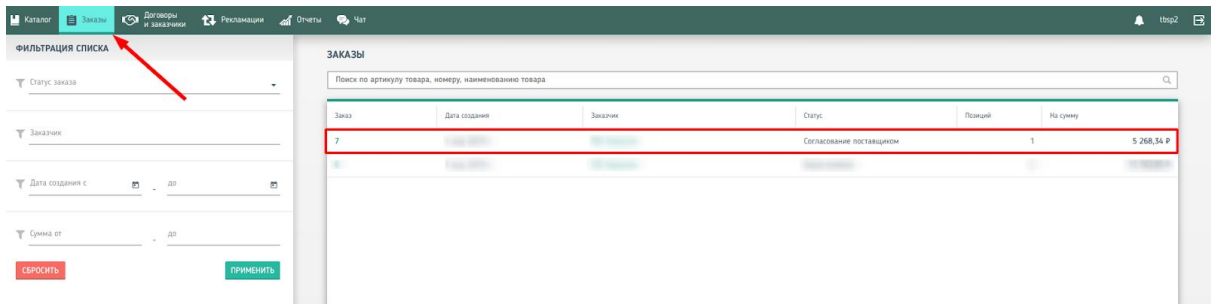 Каталог Заказы Договоры и заказчики Рекламации Отчеты Чат tbsp2
ФИЛЬТРАЦИЯ СПИСКА
Статус заказа
Заказчик
Дата создания с - до
Сумма от - до
СБРОСИТЬ ПРИМЕНИТЬ
ЗАКАЗЫ
Поиск по артикулу товара, номеру, наименованию товара
Заказ Дата создания Заказчик Статус Позиций На сумму
7 Согласование поставщиком 1 5 268,34 ₽